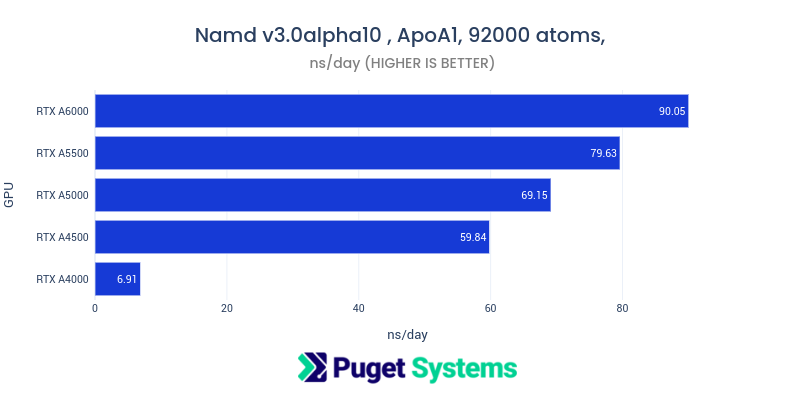 Namd v3.0alpha10 , ApoA1, 92000 atoms,
ns/day (HIGHER IS BETTER)
GPU
RTX A6000 90.05
RTX A5500 79.63
RTX A5000 69.15
RTX A4500 59.84
RTX A4000 6.91
0 20 40 60 80
ns/day
Puget Systems